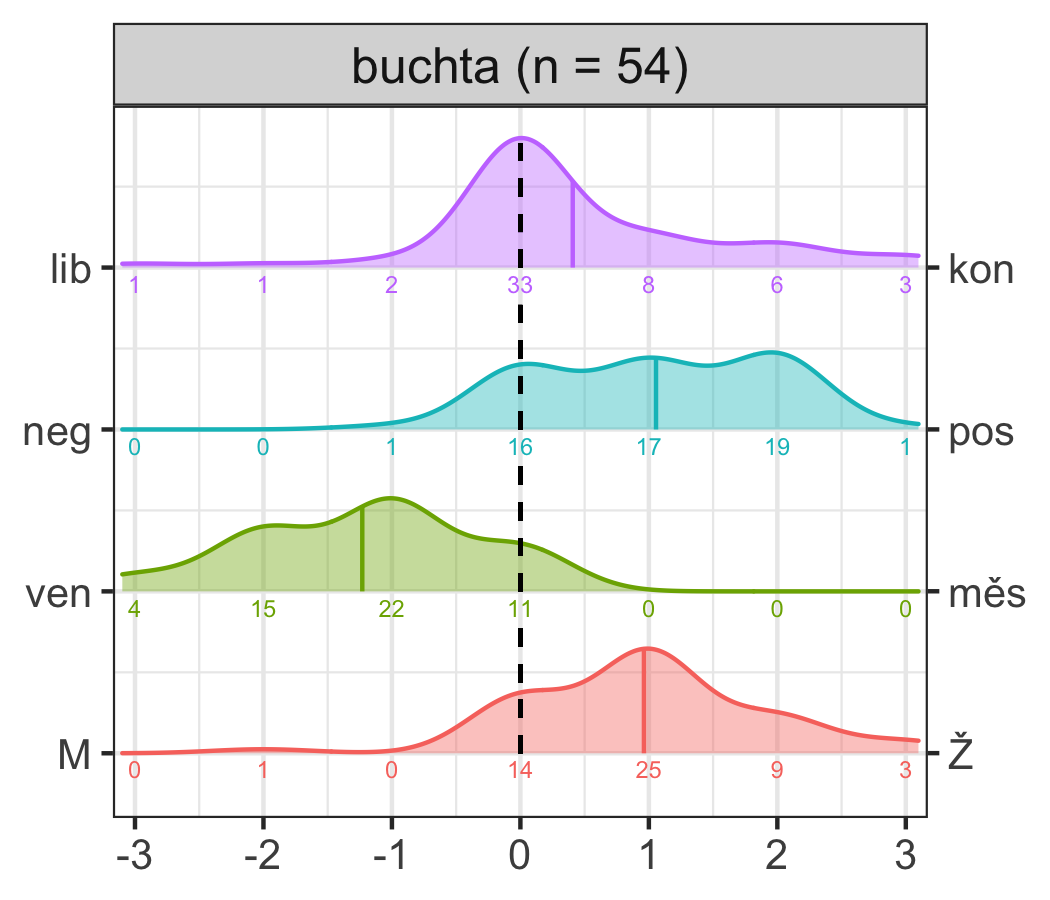 buchta (n = 54)
lib kon
1 1 2 33 8 6 3
neg pos
0 0 1 16 17 19 1
ven měs
4 15 22 11 0 0 0
M Ž
0 1 0 14 25 9 3
-3 -2 -1 0 1 2 3